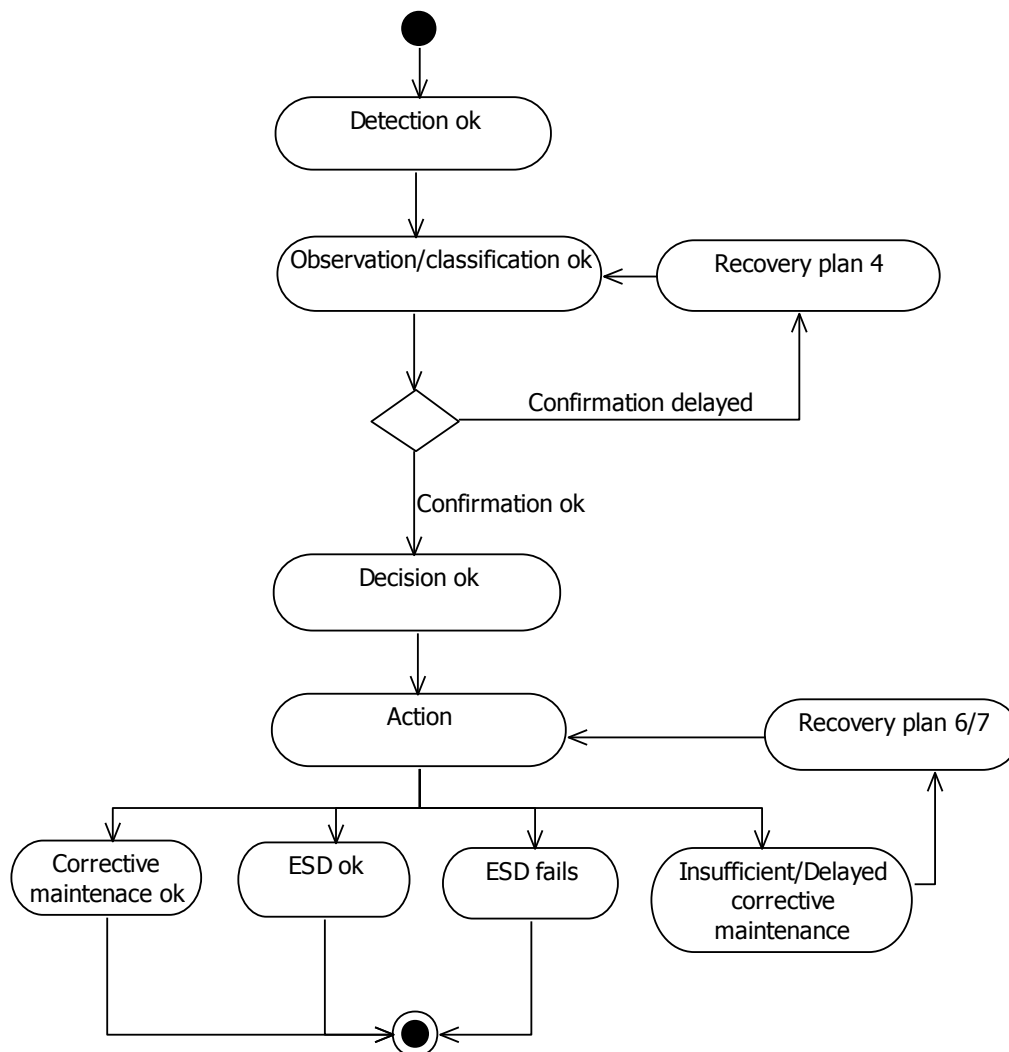 Detection ok
Observation/classification ok
Recovery plan 4
Confirmation delayed
Confirmation ok
Decision ok
Action
Recovery plan 6/7
Corrective
maintenace ok
ESD ok
ESD fails
Insufficient/Delayed
corrective
maintenance